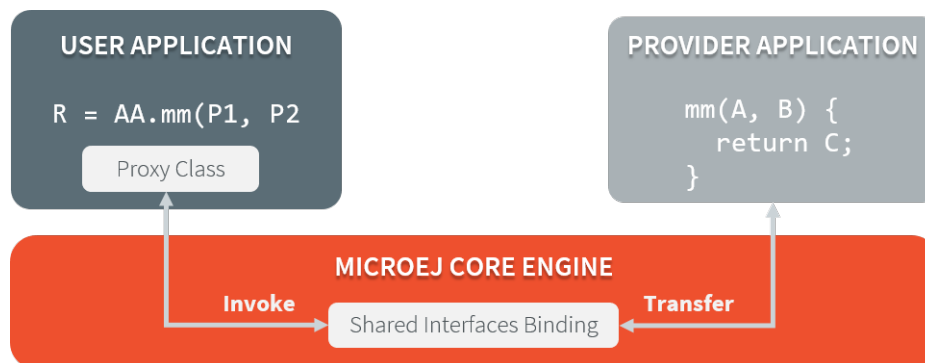 USER APPLICATION
R = AA.mm(P1, P2
Proxy Class
PROVIDER APPLICATION
mm(A, B) {
return C;
}
MICROEJ CORE ENGINE
Invoke
Shared Interfaces Binding
Transfer